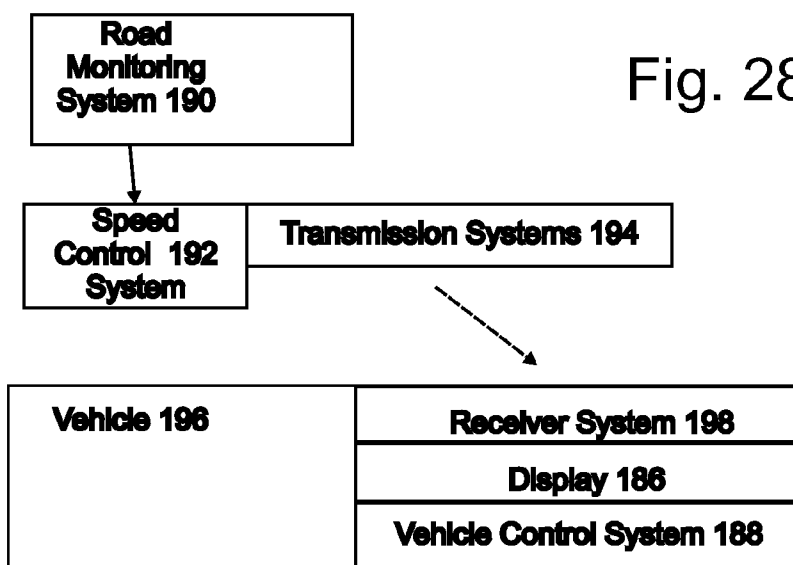 Road
Monitoring
System 190
Fig. 28
Speed
Control 192
System
Transmission Systems 194
Vehicle 196
Receiver System 198
Display 186
Vehicle Control System 188